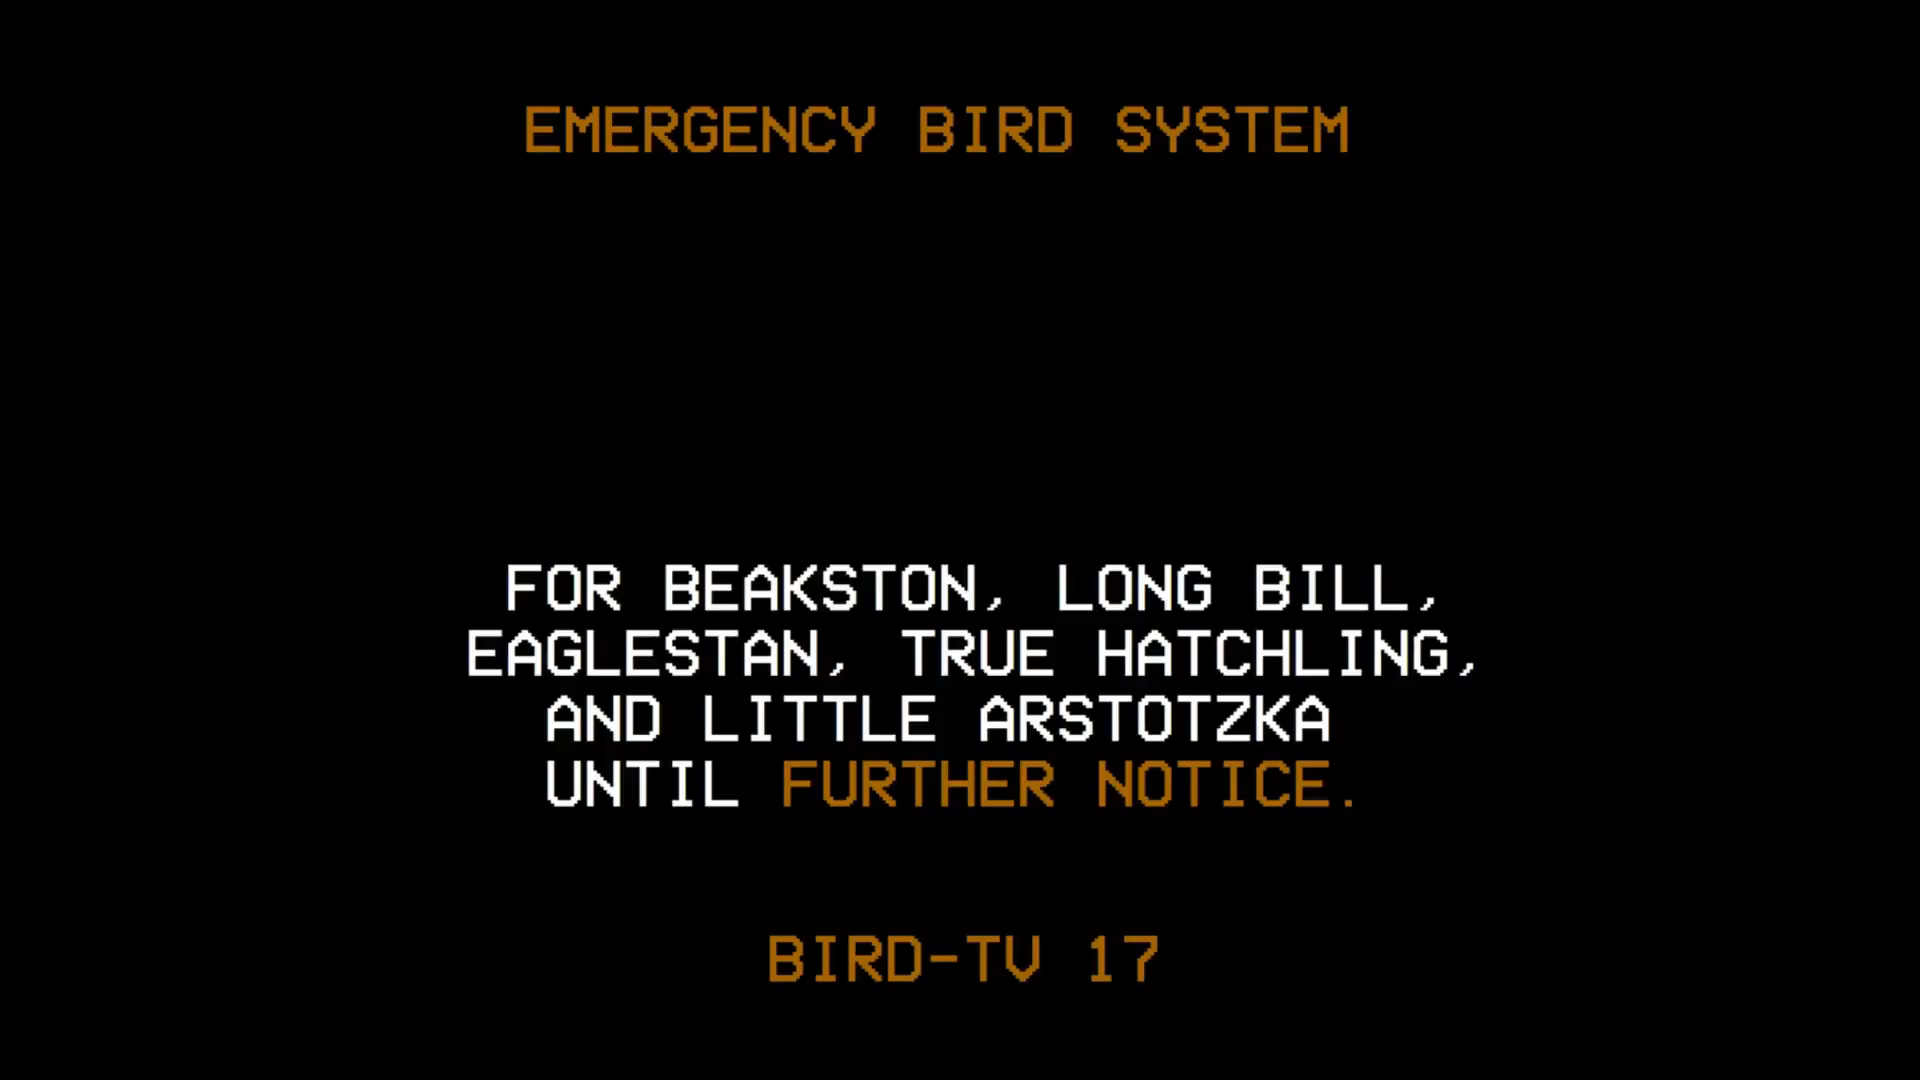 EMERGENCY BIRD SYSTEM
FOR BEAKSTON, LONG BILL,
EAGLESTAN, TRUE HATCHLING,
AND LITTLE ARSTOTZKA
UNTIL FURTHER NOTICE.
BIRD-TV 17